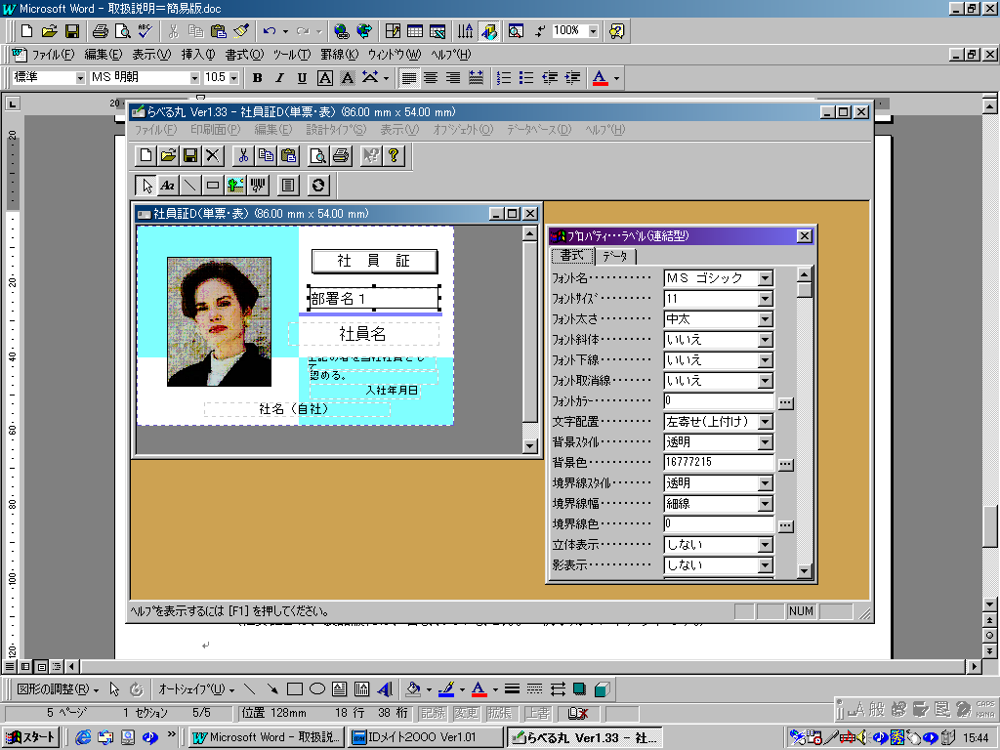 Microsoft Word - 取扱説明＝簡易版.doc
100%
ﾌｧｲﾙ(F) 編集(E) 表示(V) 挿入(I) 書式(O) ﾂｰﾙ(T) 罫線(K) ｳｨﾝﾄﾞｳ(W) ﾍﾙﾌﾟ(H)
標準 MS 明朝 10.5 B I U A A A
20
らべる丸 Ver1.33 - 社員証D(単票･表) (86.00 mm x 54.00 mm)
ﾌｧｲﾙ(F) 印刷面(P) 編集(E) 設計ﾀｲﾌﾟ(S) 表示(V) ｵﾌﾞｼﾞｪｸﾄ(O) ﾃﾞｰﾀﾍﾞｰｽ(D) ﾍﾙﾌﾟ(H)
Aa
社員証D(単票･表) (86.00 mm x 54.00 mm)
社 員 証
部署名１
社員名
認める。
入社年月日
社名（自社）
ﾌﾟﾛﾊﾟﾃｨ･･･ﾗﾍﾞﾙ(連結型)
書式 ﾃﾞｰﾀ
ﾌｫﾝﾄ名･････････ ＭＳ ゴシック
ﾌｫﾝﾄｻｲｽﾞ･･･････ 11
ﾌｫﾝﾄ太さ････････ 中太
ﾌｫﾝﾄ斜体････････ いいえ
ﾌｫﾝﾄ下線････････ いいえ
ﾌｫﾝﾄ取消線･･････ いいえ
ﾌｫﾝﾄｶﾗｰ････････ 0
文字配置････････ 左寄せ(上付け)
背景ｽﾀｲﾙ･･･････ 透明
背景色･････････ 16777215
境界線ｽﾀｲﾙ･････ 透明
境界線幅･･･････ 細線
境界線色･･･････ 0
立体表示･･･････ しない
影表示････････ しない
ﾍﾙﾌﾟを表示するには [F1] を押してください。
NUM
図形の調整(R) ｵｰﾄｼｪｲﾌﾟ(U)
5 ﾍﾟｰｼﾞ 1 ｾｸｼｮﾝ 5/5 位置 128mm 18 行 38 桁 記録 変更 拡張 上書
A 般 CAPS KANA
スタート Microsoft Word - 取扱説... IDメイト2000 Ver1.01 らべる丸 Ver1.33 - 社... 15:44